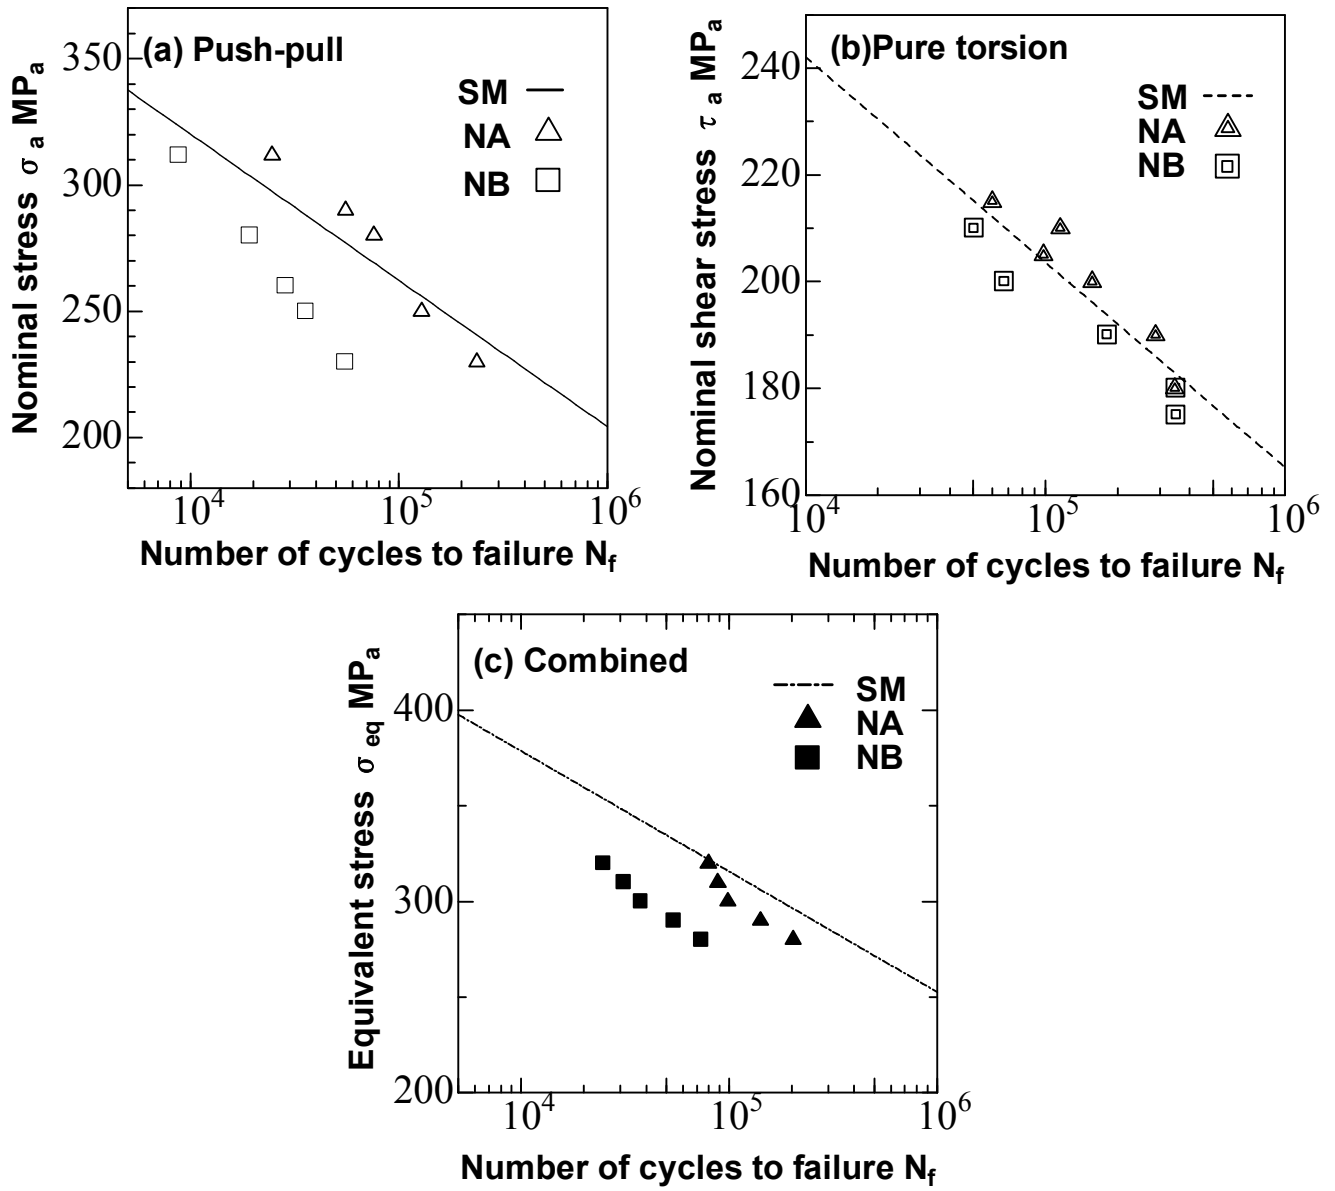 (a) Push-pull
SM
NA
NB
Nominal stress σa MPa
350
300
250
200
10^4
10^5
10^6
Number of cycles to failure Nf
(b)Pure torsion
SM
NA
NB
Nominal shear stress τa MPa
240
220
200
180
160
10^4
10^5
10^6
Number of cycles to failure Nf
(c) Combined
SM
NA
NB
Equivalent stress σeq MPa
400
300
200
10^4
10^5
10^6
Number of cycles to failure Nf